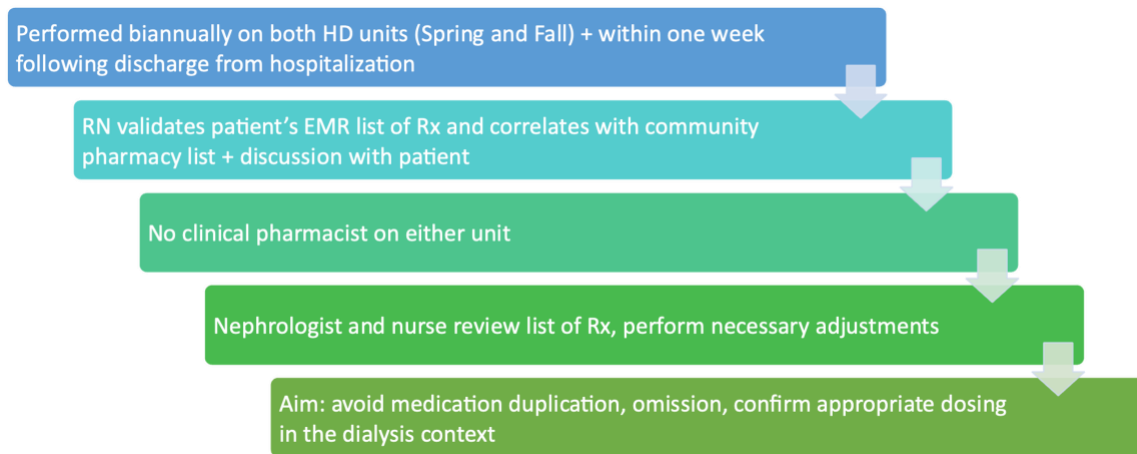 Performed biannually on both HD units (Spring and Fall) + within one week
following discharge from hospitalization
RN validates patient’s EMR list of Rx and correlates with community
pharmacy list + discussion with patient
No clinical pharmacist on either unit
Nephrologist and nurse review list of Rx, perform necessary adjustments
Aim: avoid medication duplication, omission, confirm appropriate dosing
in the dialysis context